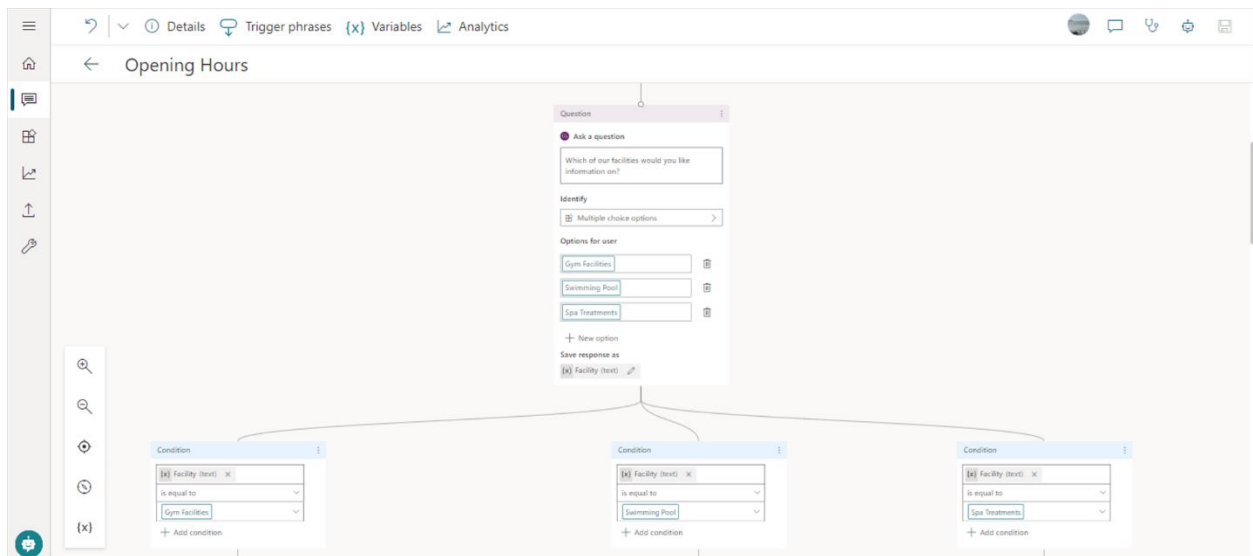 Details
Trigger phrases
{x} Variables
Analytics
Opening Hours
Question
Ask a question
Which of our facilities would you like
information on?
Identify
Multiple choice options
Options for user
Gym Facilities
Swimming Pool
Spa Treatments
+ New option
Save response as
{x} Facility (text)
{x}
Condition
{x} Facility (text) ×
is equal to
Gym Facilities
+ Add condition
Condition
{x} Facility (text) ×
is equal to
Swimming Pool
+ Add condition
Condition
{x} Facility (text) ×
is equal to
Spa Treatments
+ Add condition